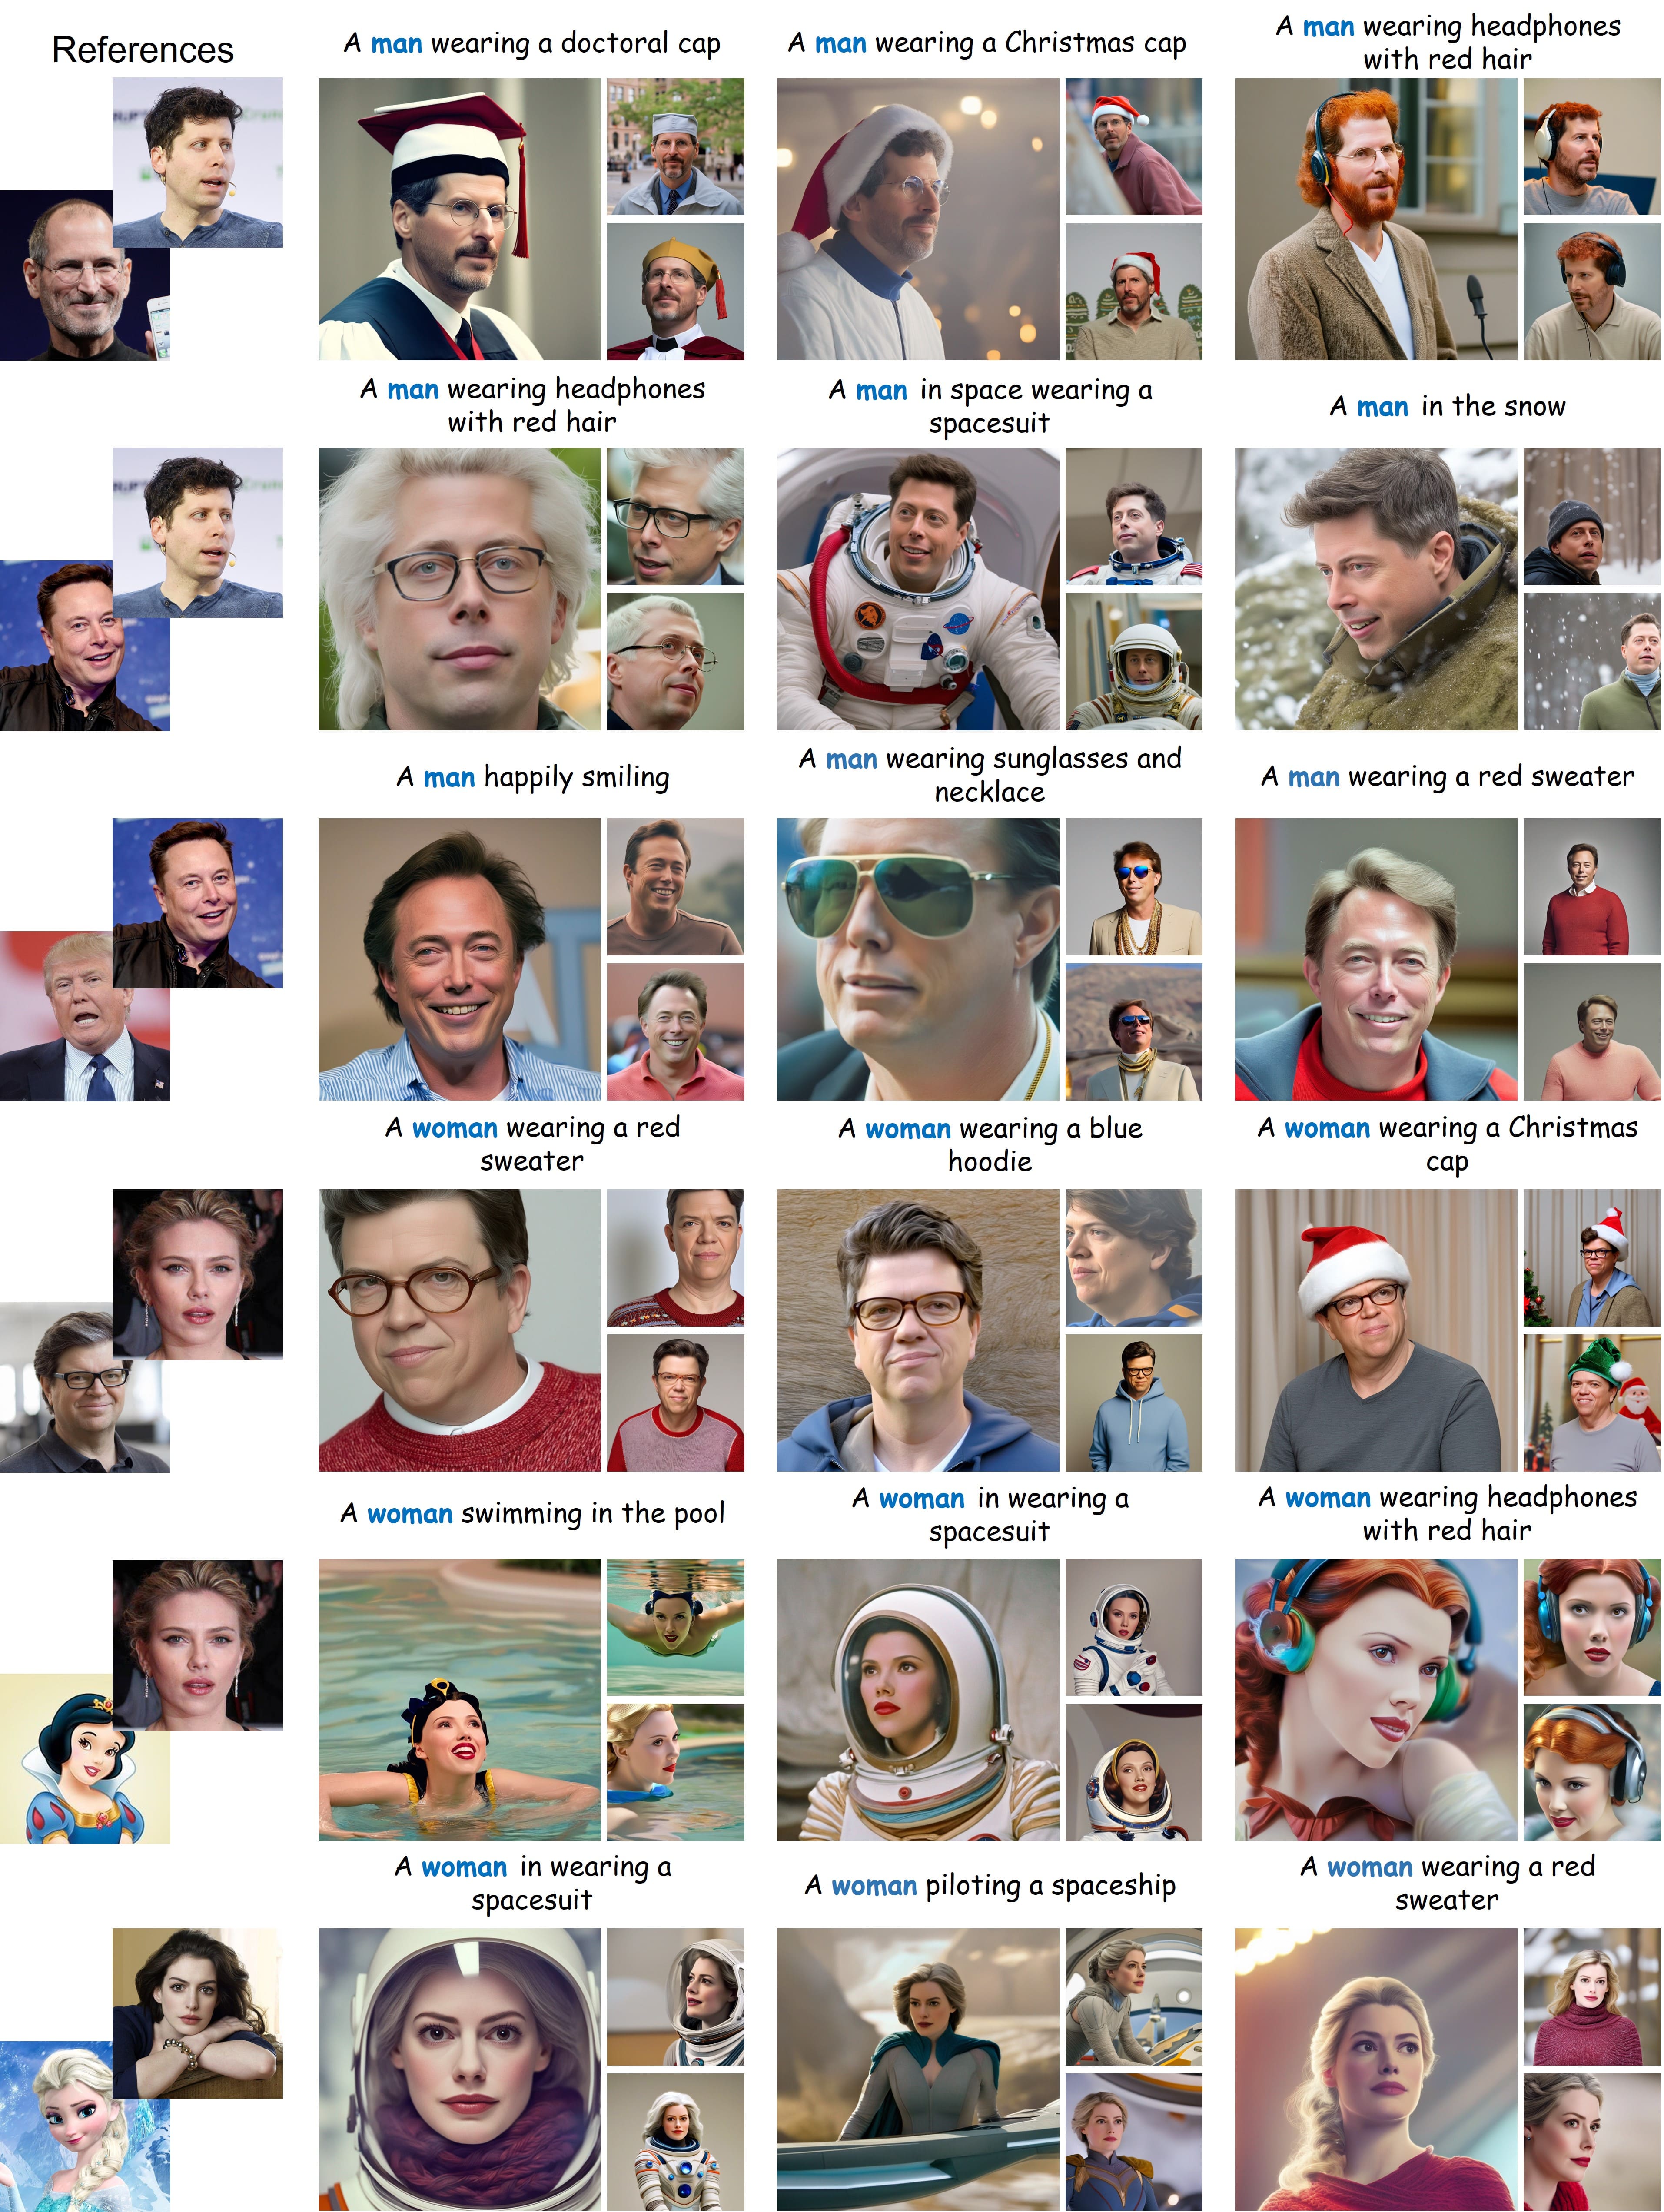 References
A man wearing a doctoral cap
A man wearing a Christmas cap
A man wearing headphones
with red hair
A man wearing headphones
with red hair
A man in space wearing a
spacesuit
A man in the snow
A man happily smiling
A man wearing sunglasses and
necklace
A man wearing a red sweater
A woman wearing a red
sweater
A woman wearing a blue
hoodie
A woman wearing a Christmas
cap
A woman swimming in the pool
A woman in wearing a
spacesuit
A woman wearing headphones
with red hair
A woman in wearing a
spacesuit
A woman piloting a spaceship
A woman wearing a red
sweater